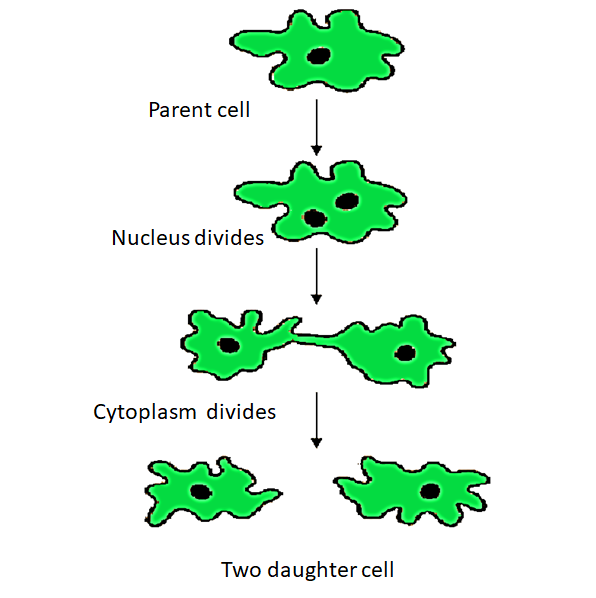 Parent cell
Nucleus divides
Cytoplasm divides
Two daughter cell